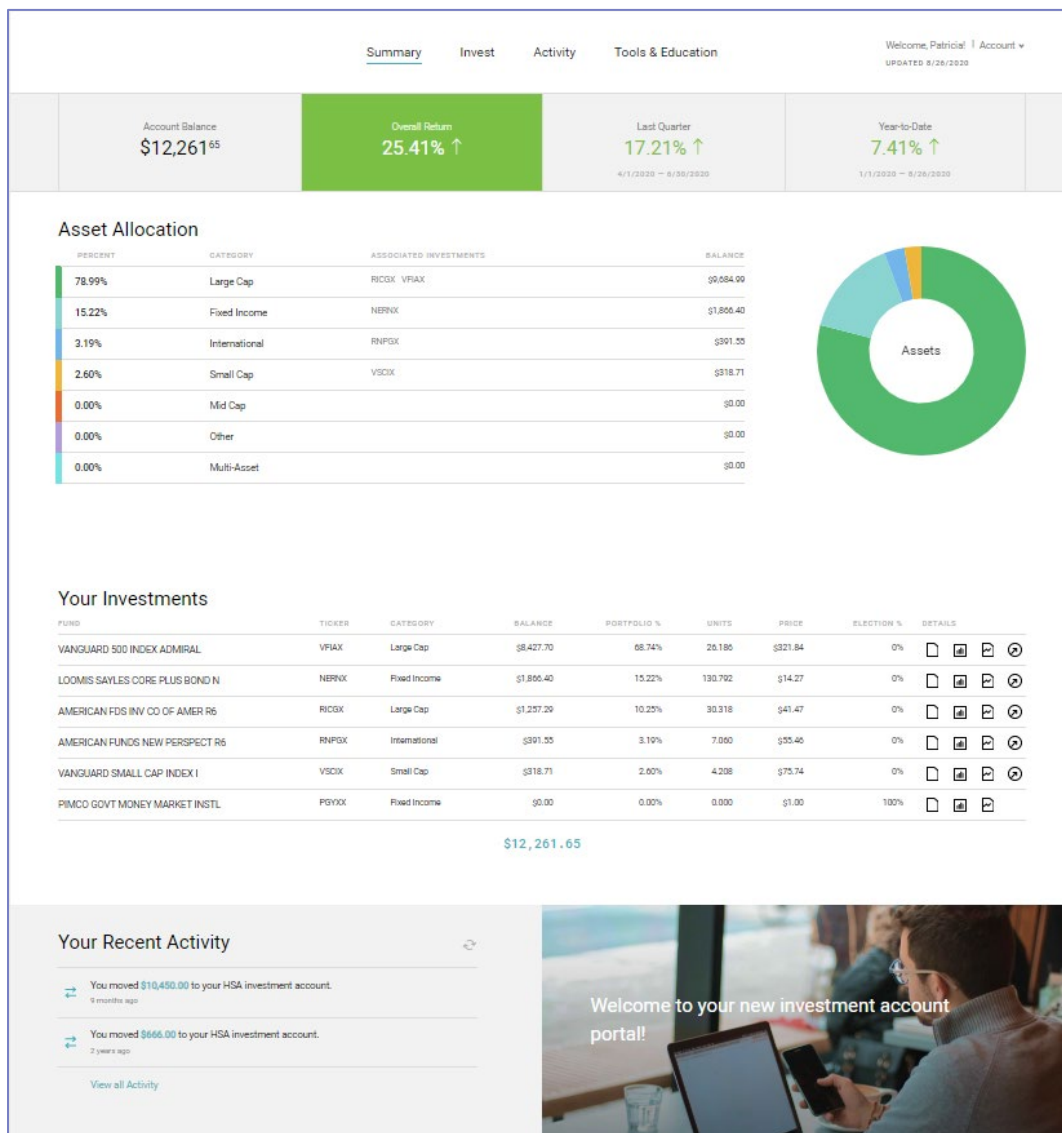 Summary Invest Activity Tools & Education
Welcome, Patricia! | Account
UPDATED 8/26/2020
Account Balance
$12,261 65
Overall Return
25.41% ↑
Last Quarter
17.21% ↑
4/1/2020 — 6/30/2020
Year-to-Date
7.41% ↑
1/1/2020 — 8/26/2020
Asset Allocation
PERCENT CATEGORY ASSOCIATED INVESTMENTS BALANCE
78.99% Large Cap RICGX VFIAX $9,684.99
15.22% Fixed Income NERNX $1,866.40
3.19% International RNPGX $391.55
2.60% Small Cap VSCIX $318.71
0.00% Mid Cap $0.00
0.00% Other $0.00
0.00% Multi-Asset $0.00
Assets
Your Investments
FUND TICKER CATEGORY BALANCE PORTFOLIO % UNITS PRICE ELECTION % DETAILS
VANGUARD 500 INDEX ADMIRAL VFIAX Large Cap $8,427.70 68.74% 26.186 $321.84 0%
LOOMIS SAYLES CORE PLUS BOND N NERNX Fixed Income $1,866.40 15.22% 130.792 $14.27 0%
AMERICAN FDS INV CO OF AMER R6 RICGX Large Cap $1,257.29 10.25% 30.318 $41.47 0%
AMERICAN FUNDS NEW PERSPECT R6 RNPGX International $391.55 3.19% 7.060 $55.46 0%
VANGUARD SMALL CAP INDEX I VSCIX Small Cap $318.71 2.60% 4.208 $75.74 0%
PIMCO GOVT MONEY MARKET INSTL PGYXX Fixed Income $0.00 0.00% 0.000 $1.00 100%
$12,261.65
Your Recent Activity
You moved $10,450.00 to your HSA investment account.
9 months ago
You moved $666.00 to your HSA investment account.
2 years ago
View all Activity
Welcome to your new investment account
portal!